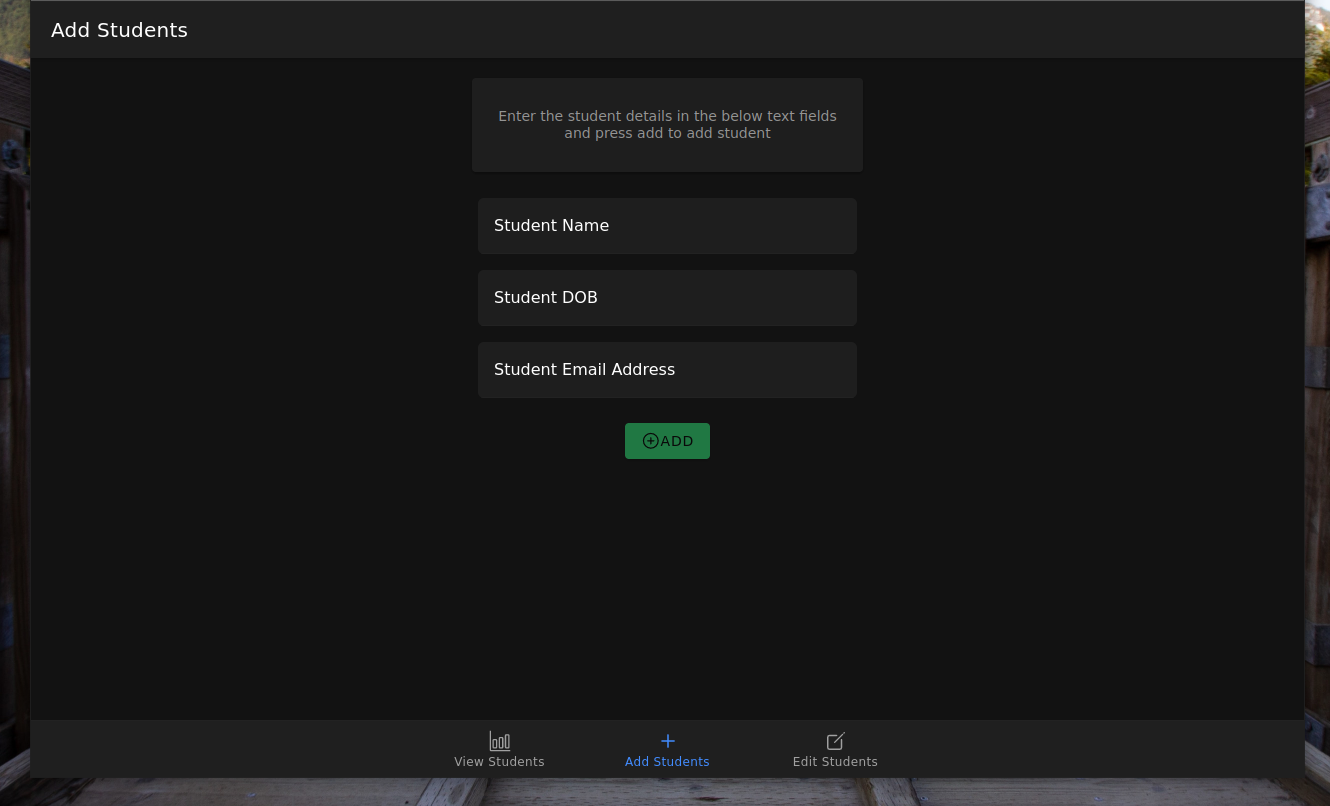 Add Students
Enter the student details in the below text fields
and press add to add student
Student Name
Student DOB
Student Email Address
ADD
View Students
Add Students
Edit Students